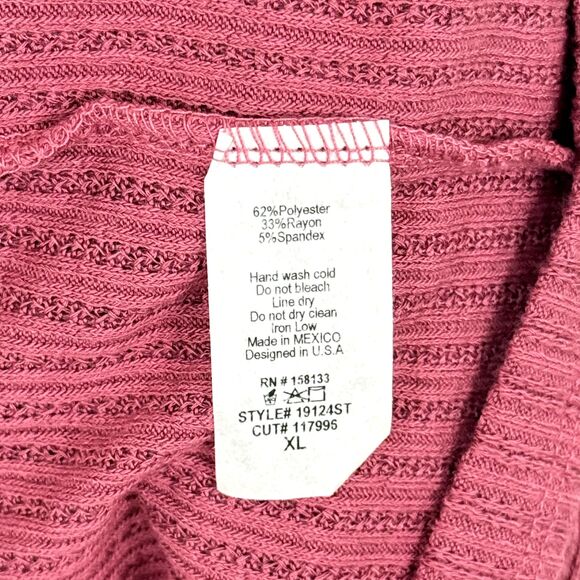 62%Polyester
33%Rayon
5%Spandex
Hand wash cold
Do not bleach
Line dry
Do not dry clean
Iron Low
Made in MEXICO
Designed in U.S.A
RN # 158133
STYLE# 19124ST
CUT# 117995
XL